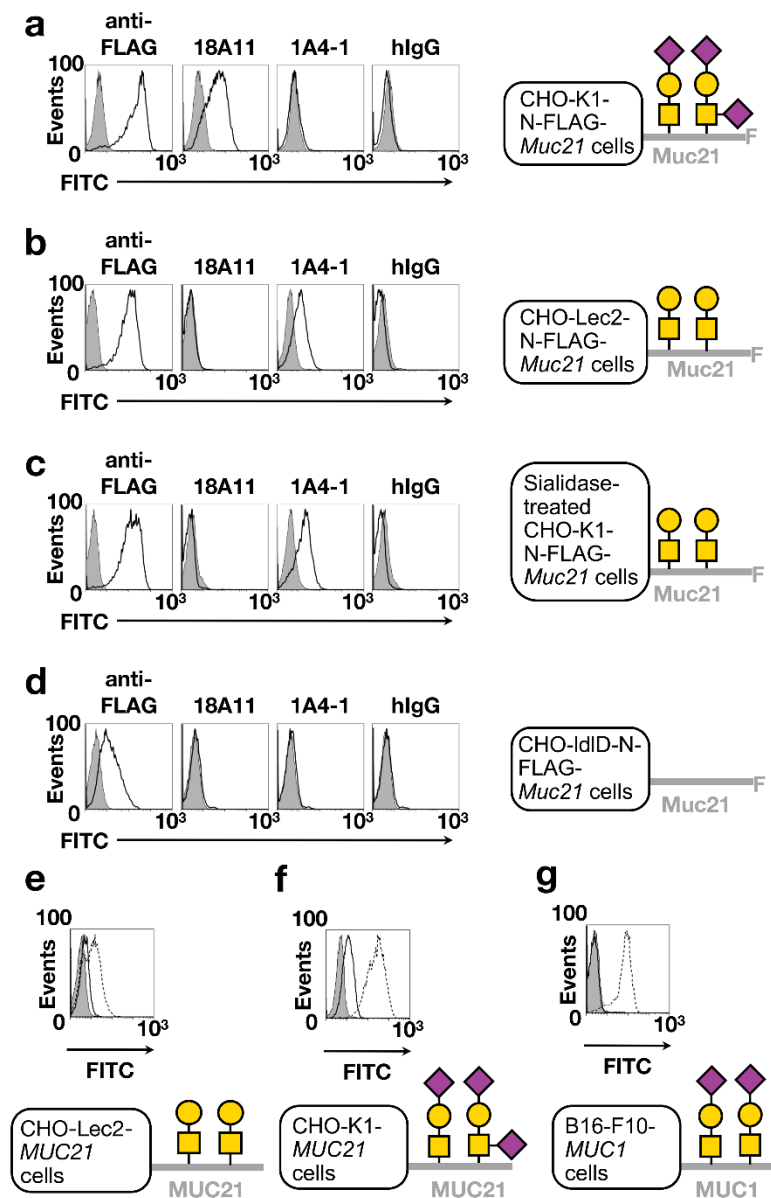 a
anti-
FLAG 18A11 1A4-1 hIgG
100
Events
0
10³ 10³ 10³ 10³
FITC
CHO-K1-
N-FLAG-
Muc21 cells
F
Muc21
b
anti-
FLAG 18A11 1A4-1 hIgG
100
Events
0
10³ 10³ 10³ 10³
FITC
CHO-Lec2-
N-FLAG-
Muc21 cells
F
Muc21
c
anti-
FLAG 18A11 1A4-1 hIgG
100
Events
0
10³ 10³ 10³ 10³
FITC
Sialidase-
treated
CHO-K1-
N-FLAG-
Muc21 cells
F
Muc21
d
anti-
FLAG 18A11 1A4-1 hIgG
100
Events
0
10³ 10³ 10³ 10³
FITC
CHO-ldlD-N-
FLAG-
Muc21 cells
F
Muc21
e
100
Events
0
10³
FITC
CHO-Lec2-
MUC21
cells
MUC21
f
100
Events
0
10³
FITC
CHO-K1-
MUC21
cells
MUC21
g
100
Events
0
10³
FITC
B16-F10-
MUC1
cells
MUC1